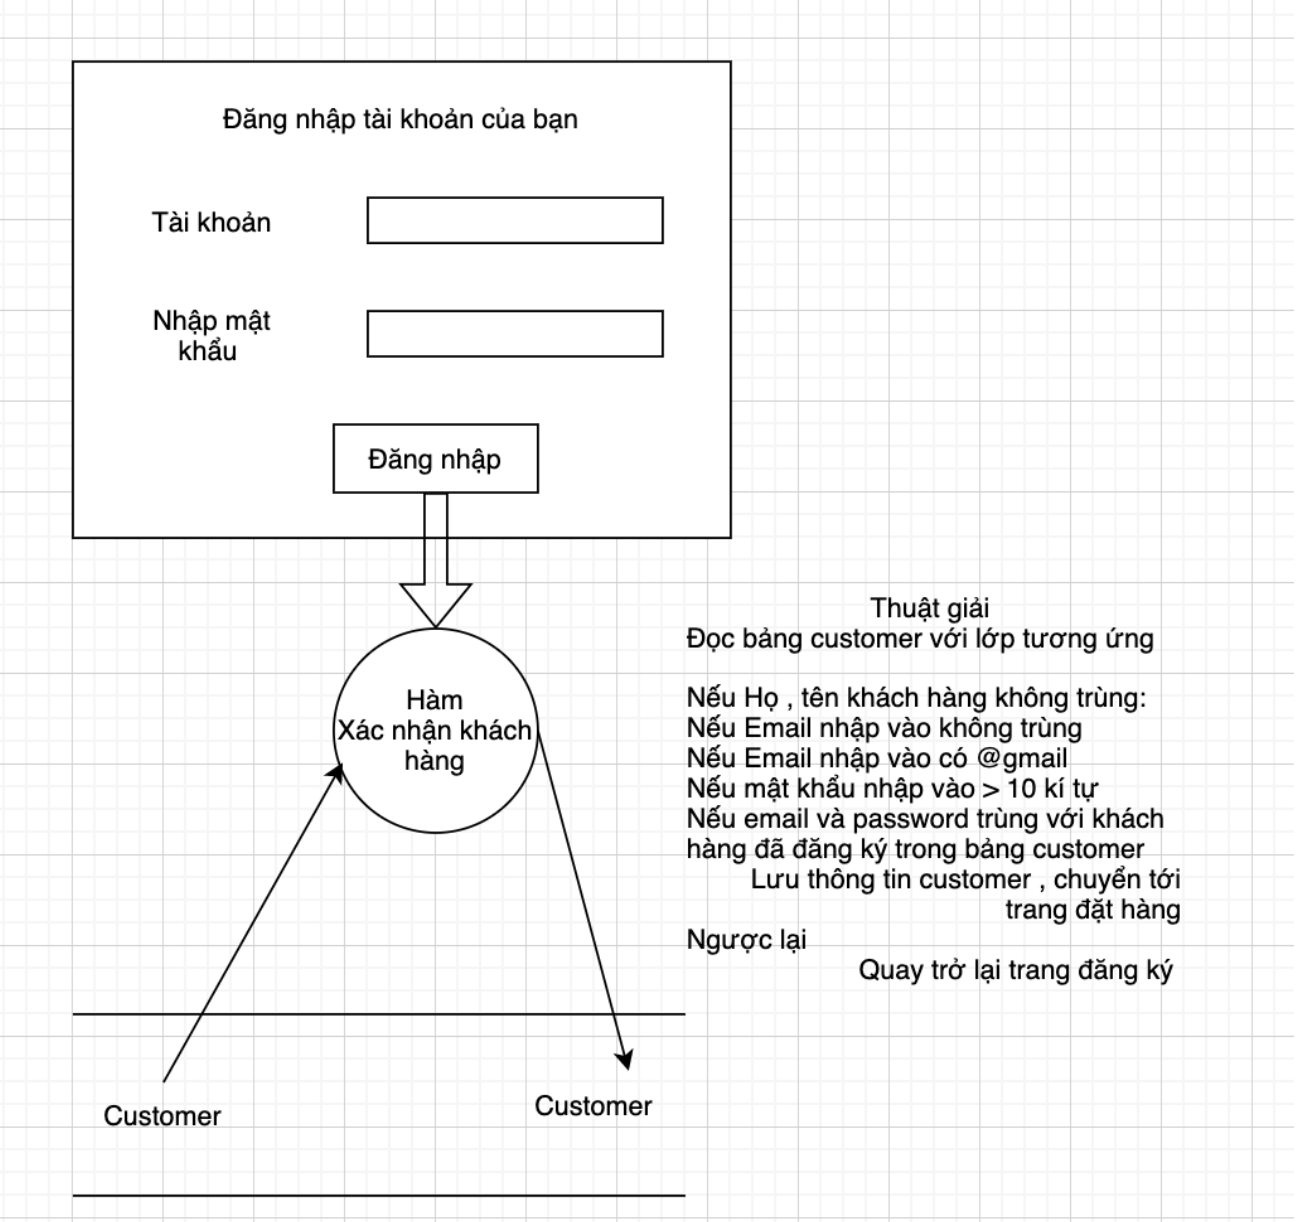 Đăng nhập tài khoản của bạn
Tài khoản
Nhập mật
khẩu
Đăng nhập
Hàm
Xác nhận khách
hàng
Thuật giải
Đọc bảng customer với lớp tương ứng
Nếu Họ , tên khách hàng không trùng:
Nếu Email nhập vào không trùng
Nếu Email nhập vào có @gmail
Nếu mật khẩu nhập vào > 10 kí tự
Nếu email và password trùng với khách
hàng đã đăng ký trong bảng customer
Lưu thông tin customer , chuyển tới
trang đặt hàng
Ngược lại
Quay trở lại trang đăng ký
Customer
Customer